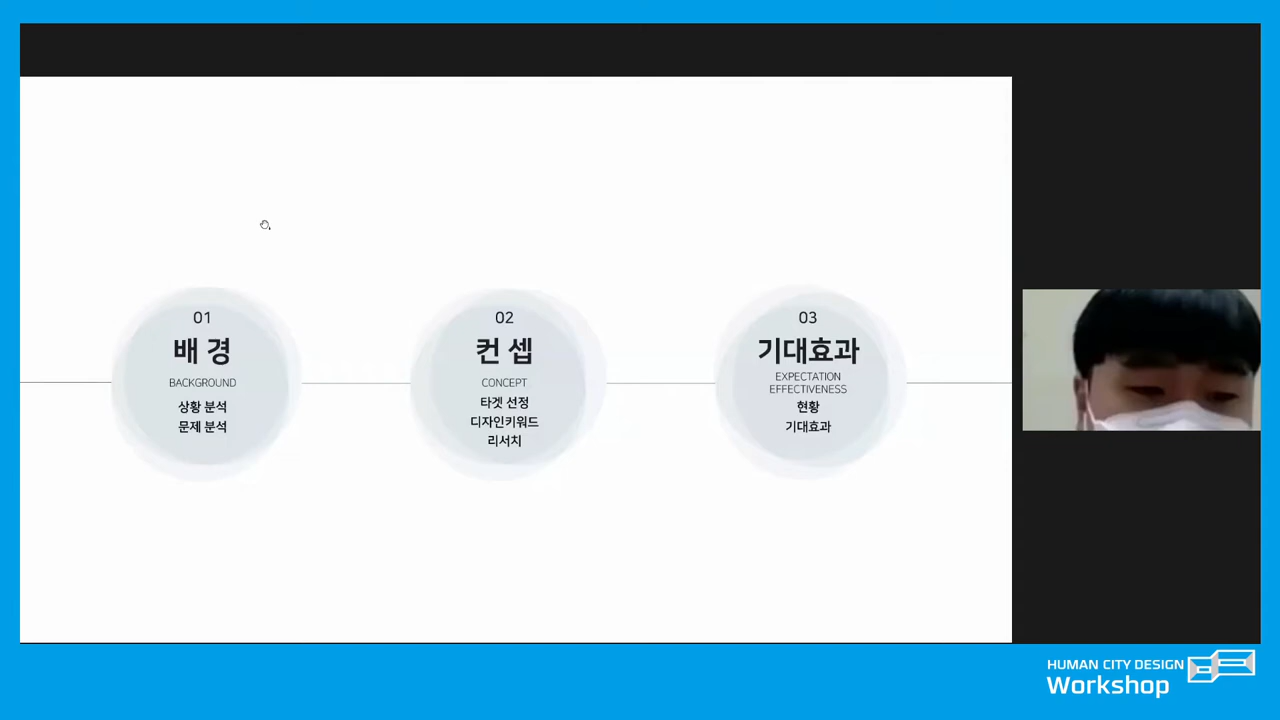 01
배 경
BACKGROUND
상황 분석
문제 분석
02
컨 셉
CONCEPT
타겟 선정
디자인키워드
리서치
03
기대효과
EXPECTATION
EFFECTIVENESS
현황
기대효과
HUMAN CITY DESIGN
Workshop